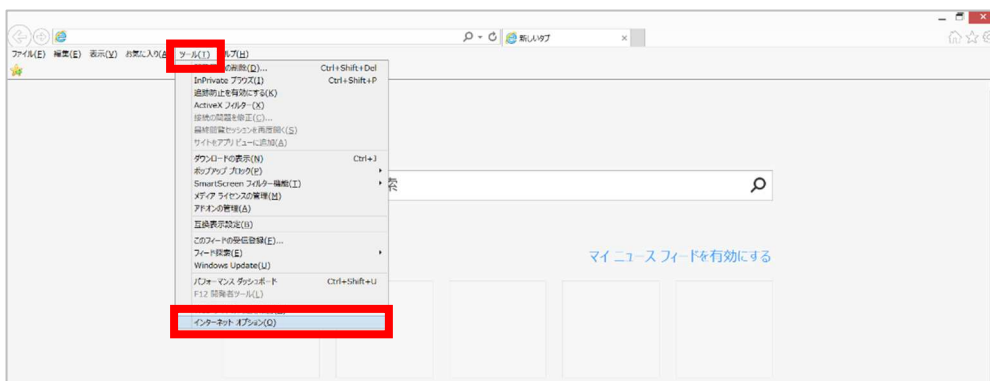 新しいタブ
ファイル(F) 編集(E) 表示(V) お気に入り(A) ツール(T) ヘルプ(H)
の削除(D)... Ctrl+Shift+Del
InPrivate ブラウズ(I) Ctrl+Shift+P
追跡防止を有効にする(K)
ActiveX フィルター(X)
接続の問題を修正(C)...
最終閲覧セッションを再度開く(S)
サイトをアプリ ビューに追加(A)
ダウンロードの表示(N) Ctrl+J
ポップアップ ブロック(P)
SmartScreen フィルター機能(T)
索
メディア ライセンスの管理(M)
アドオンの管理(A)
互換表示設定(B)
このフィードの受信登録(F)...
フィード探索(E)
Windows Update(U)
マイ ニュース フィードを有効にする
パフォーマンス ダッシュボード Ctrl+Shift+U
F12 開発者ツール(L)
インターネット オプション(O)